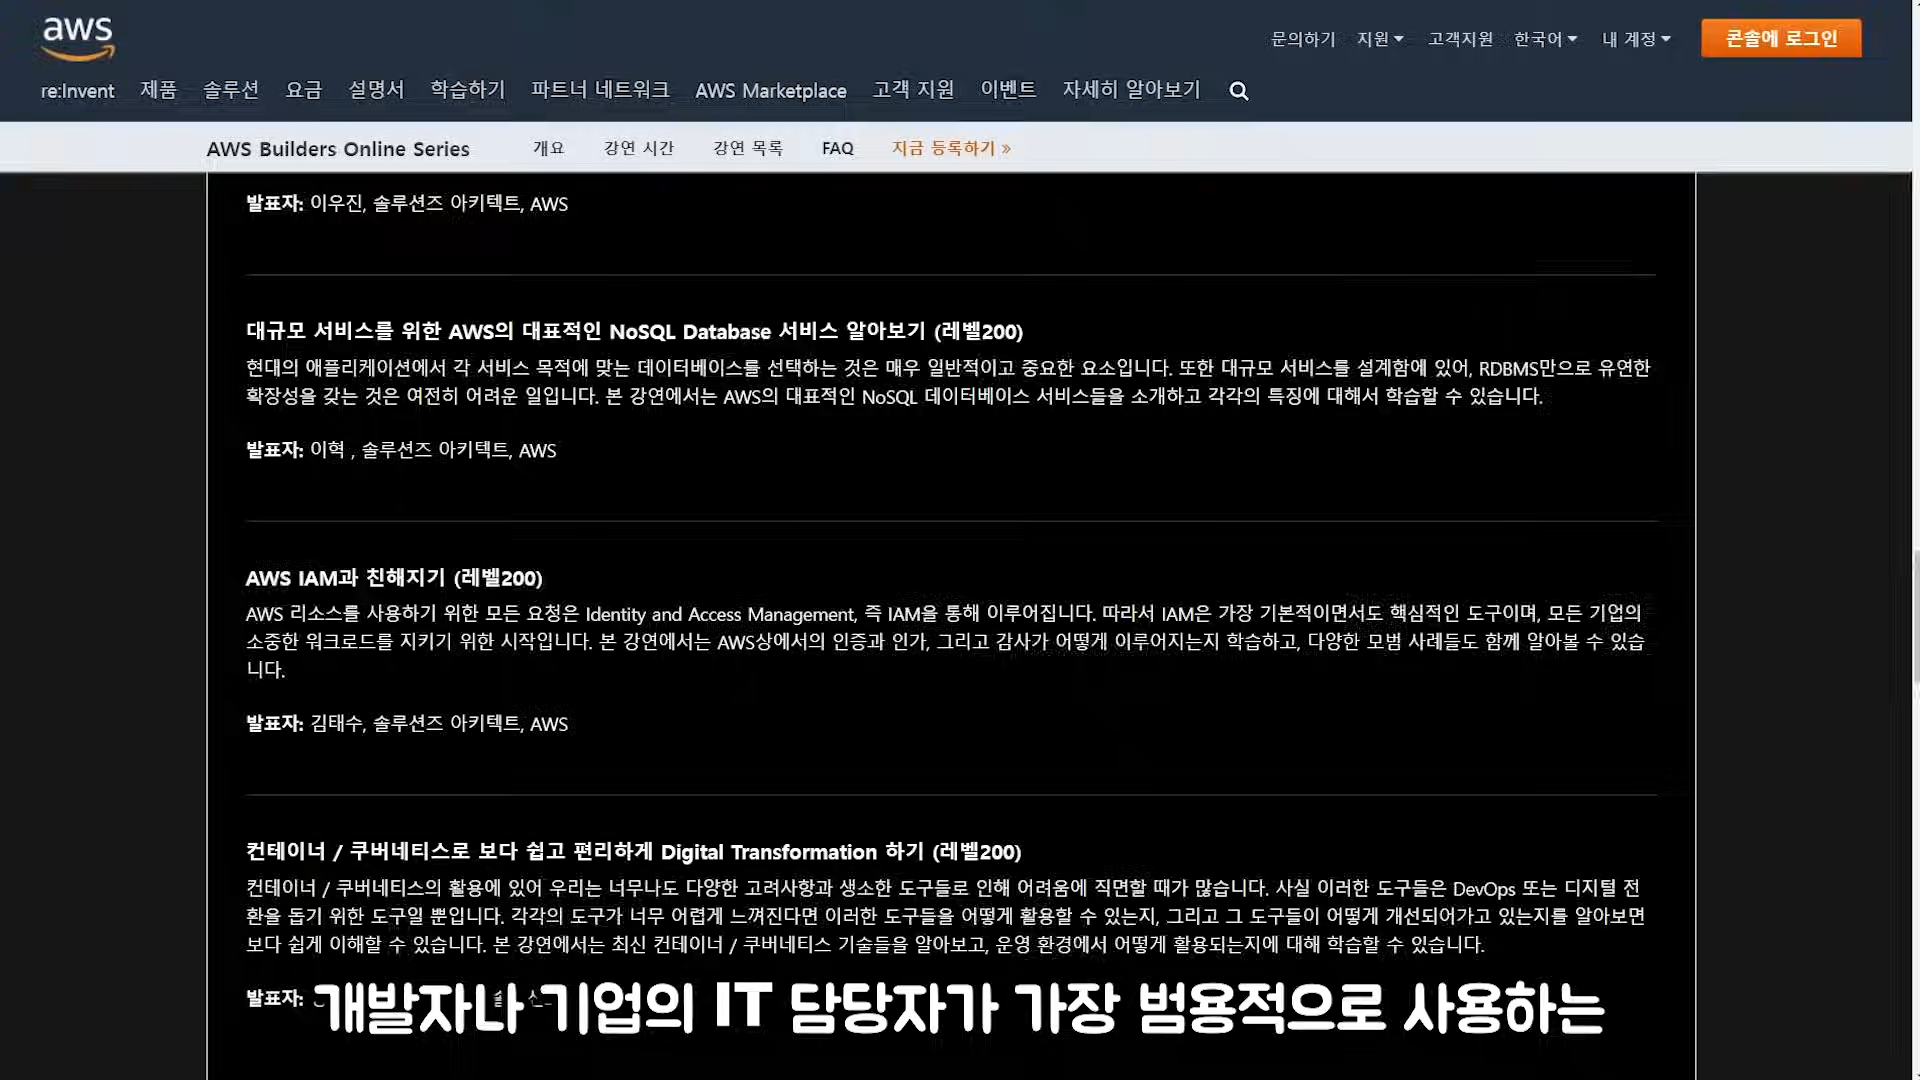 aws
문의하기 지원 고객지원 한국어 내 계정 콘솔에 로그인
re:Invent 제품 솔루션 요금 설명서 학습하기 파트너 네트워크 AWS Marketplace 고객 지원 이벤트 자세히 알아보기
AWS Builders Online Series 개요 강연 시간 강연 목록 FAQ 지금 등록하기 »
발표자: 이우진, 솔루션즈 아키텍트, AWS
대규모 서비스를 위한 AWS의 대표적인 NoSQL Database 서비스 알아보기 (레벨200)
현대의 애플리케이션에서 각 서비스 목적에 맞는 데이터베이스를 선택하는 것은 매우 일반적이고 중요한 요소입니다. 또한 대규모 서비스를 설계함에 있어, RDBMS만으로 유연한
확장성을 갖는 것은 여전히 어려운 일입니다. 본 강연에서는 AWS의 대표적인 NoSQL 데이터베이스 서비스들을 소개하고 각각의 특징에 대해서 학습할 수 있습니다.
발표자: 이혁 , 솔루션즈 아키텍트, AWS
AWS IAM과 친해지기 (레벨200)
AWS 리소스를 사용하기 위한 모든 요청은 Identity and Access Management, 즉 IAM을 통해 이루어집니다. 따라서 IAM은 가장 기본적이면서도 핵심적인 도구이며, 모든 기업의
소중한 워크로드를 지키기 위한 시작입니다. 본 강연에서는 AWS상에서의 인증과 인가, 그리고 감사가 어떻게 이루어지는지 학습하고, 다양한 모범 사례들도 함께 알아볼 수 있습
니다.
발표자: 김태수, 솔루션즈 아키텍트, AWS
컨테이너 / 쿠버네티스로 보다 쉽고 편리하게 Digital Transformation 하기 (레벨200)
컨테이너 / 쿠버네티스의 활용에 있어 우리는 너무나도 다양한 고려사항과 생소한 도구들로 인해 어려움에 직면할 때가 많습니다. 사실 이러한 도구들은 DevOps 또는 디지털 전
환을 돕기 위한 도구일 뿐입니다. 각각의 도구가 너무 어렵게 느껴진다면 이러한 도구들을 어떻게 활용할 수 있는지, 그리고 그 도구들이 어떻게 개선되어가고 있는지를 알아보면
보다 쉽게 이해할 수 있습니다. 본 강연에서는 최신 컨테이너 / 쿠버네티스 기술들을 알아보고, 운영 환경에서 어떻게 활용되는지에 대해 학습할 수 있습니다.
발표자:
개발자나 기업의 IT 담당자가 가장 범용적으로 사용하는